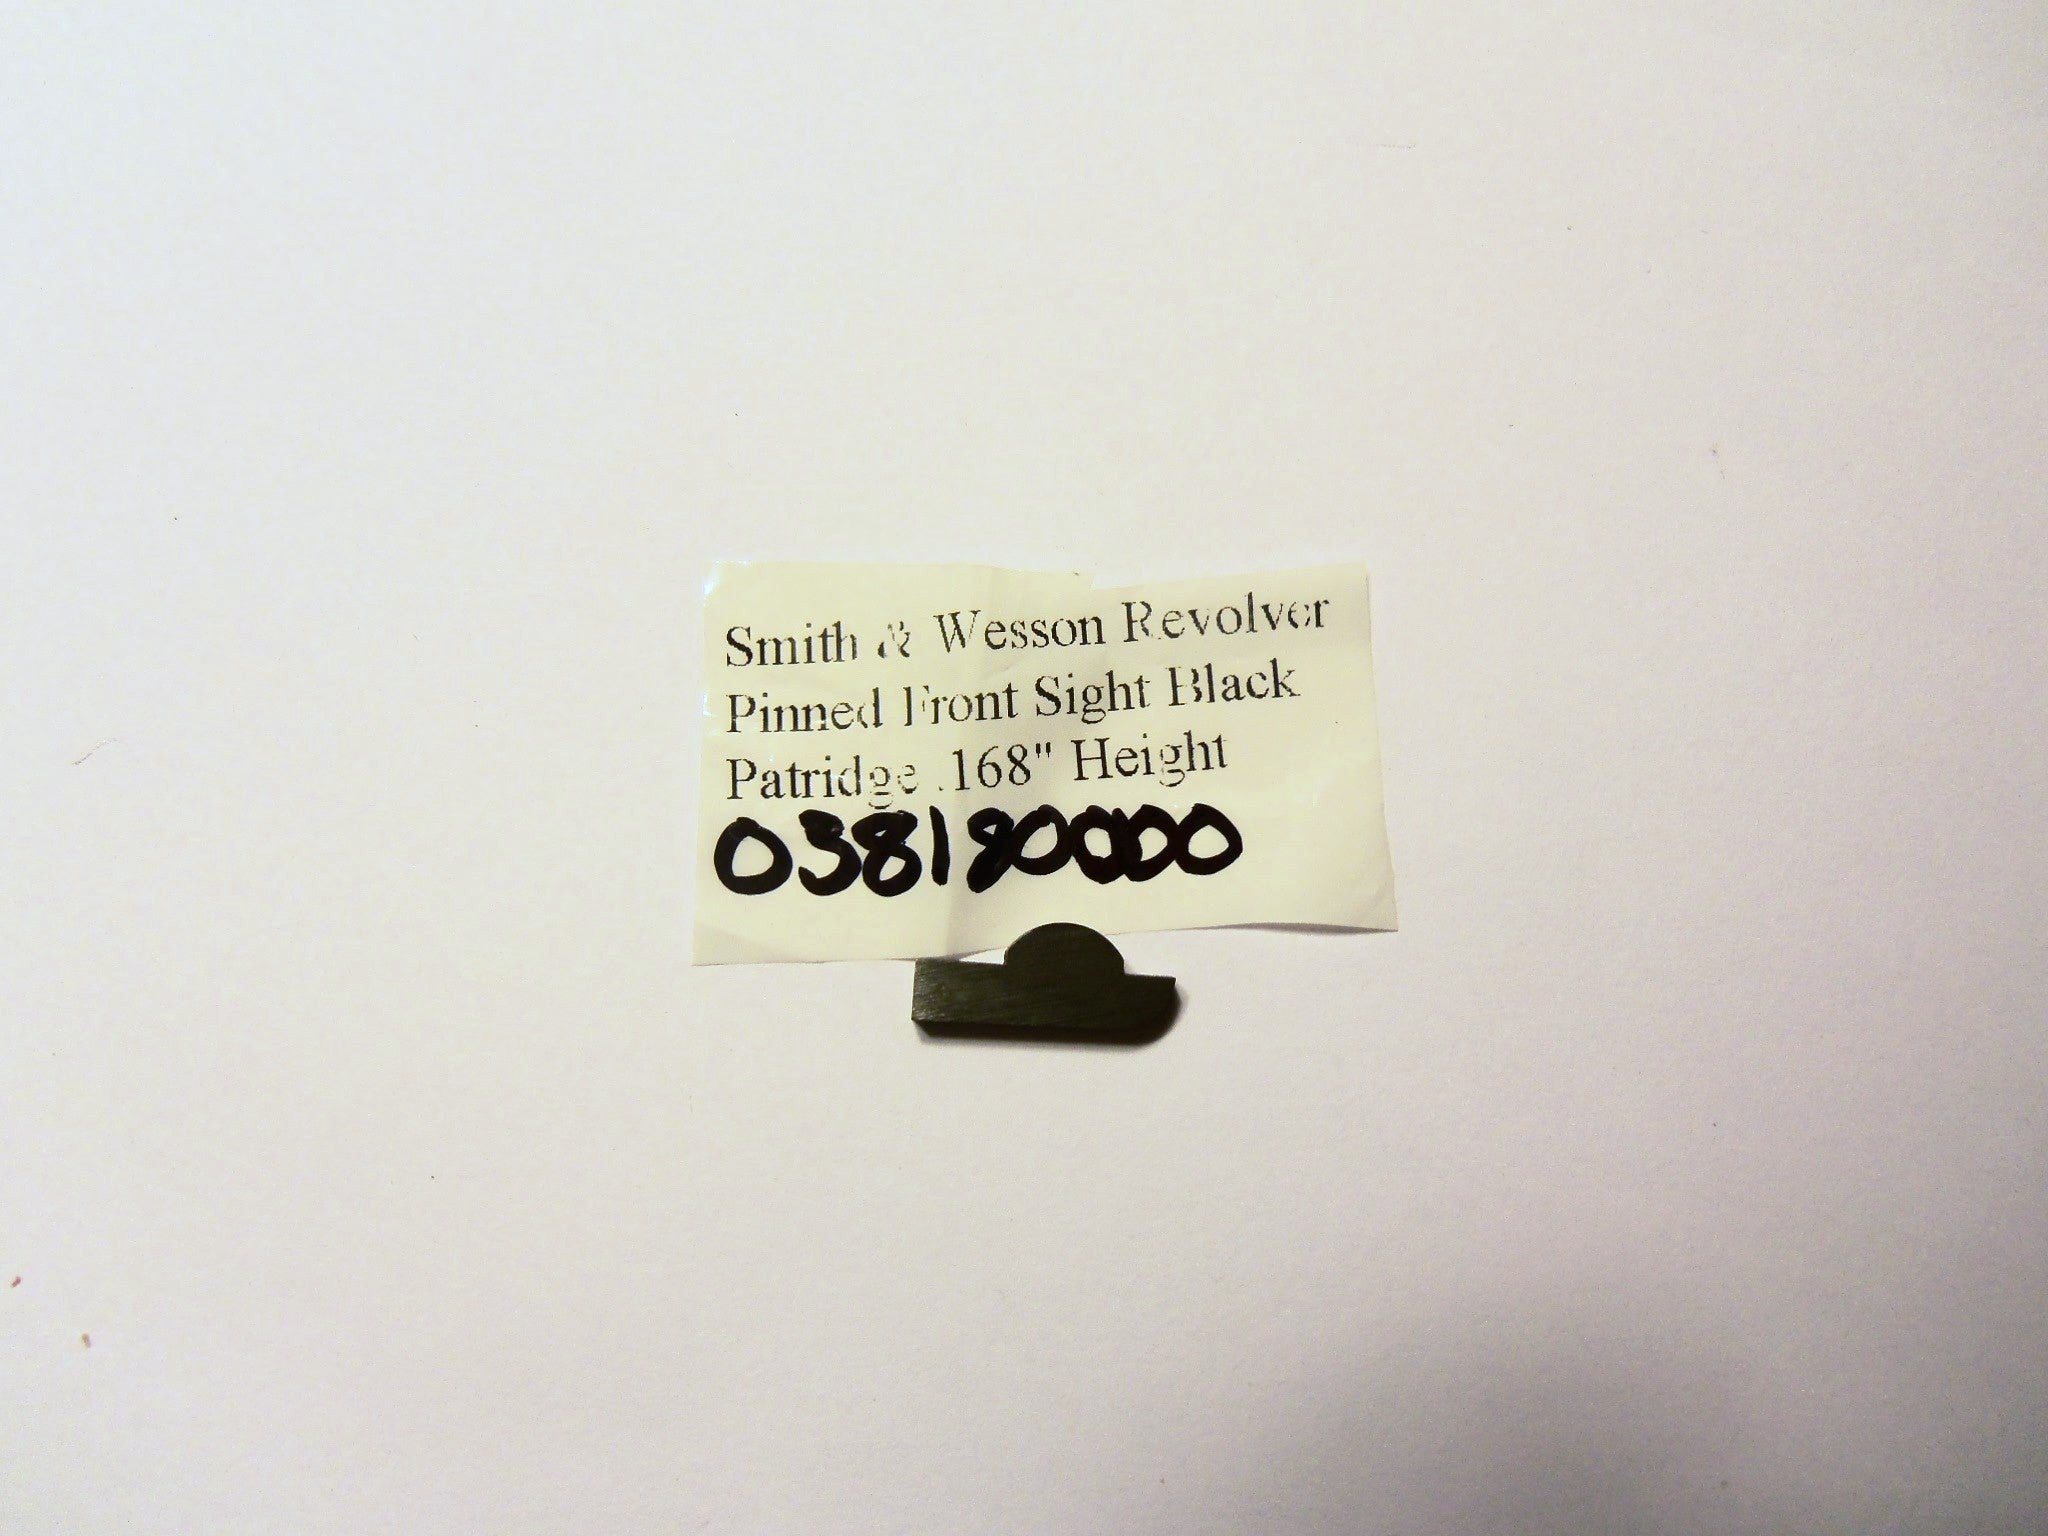 Smith & Wesson Revolver
Pinned Front Sight Black
Patridge .168" Height
038180000